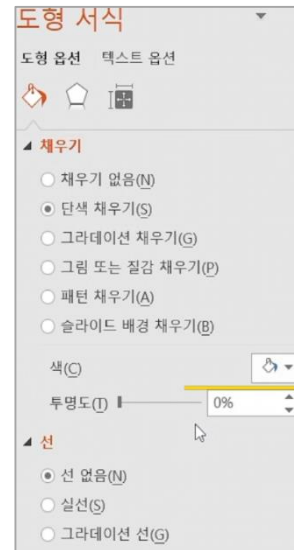 도형 서식
도형 옵션 텍스트 옵션
채우기
채우기 없음(N)
단색 채우기(S)
그라데이션 채우기(G)
그림 또는 질감 채우기(P)
패턴 채우기(A)
슬라이드 배경 채우기(B)
색(C)
투명도(T) 0%
선
선 없음(N)
실선(S)
그라데이션 선(G)